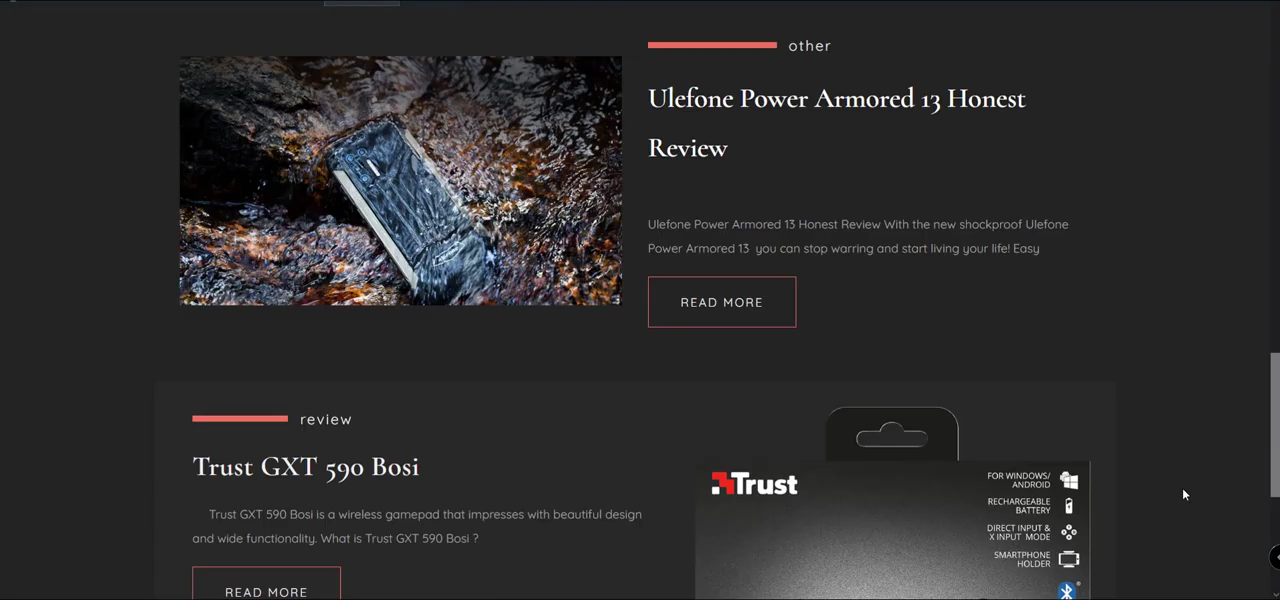 other
Ulefone Power Armored 13 Honest
Review
Ulefone Power Armored 13 Honest Review With the new shockproof Ulefone
Power Armored 13  you can stop warring and start living your life! Easy
READ MORE
review
Trust GXT 590 Bosi
Trust GXT 590 Bosi is a wireless gamepad that impresses with beautiful design
and wide functionality. What is Trust GXT 590 Bosi ?
READ MORE
Trust
FOR WINDOWS/
ANDROID
RECHARGEABLE
BATTERY
DIRECT INPUT &
X INPUT MODE
SMARTPHONE
HOLDER